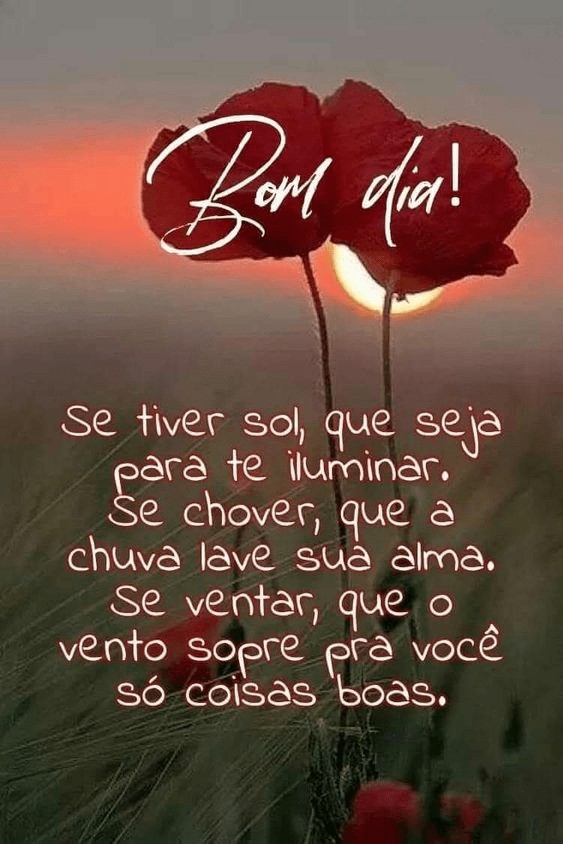 Bom dia!
Se tiver sol, que seja
para te iluminar.
Se chover, que a
chuva lave sua alma.
Se ventar, que o
vento sopre pra você
só coisas boas.